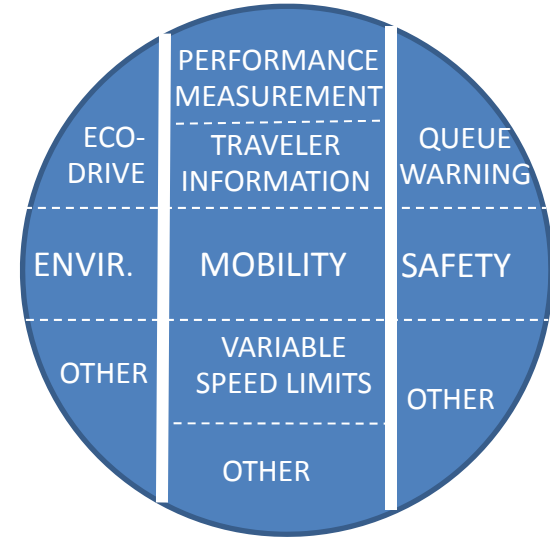 PERFORMANCE
MEASUREMENT
ECO-
DRIVE
TRAVELER
INFORMATION
QUEUE
WARNING
ENVIR.
MOBILITY
SAFETY
OTHER
VARIABLE
SPEED LIMITS
OTHER
OTHER